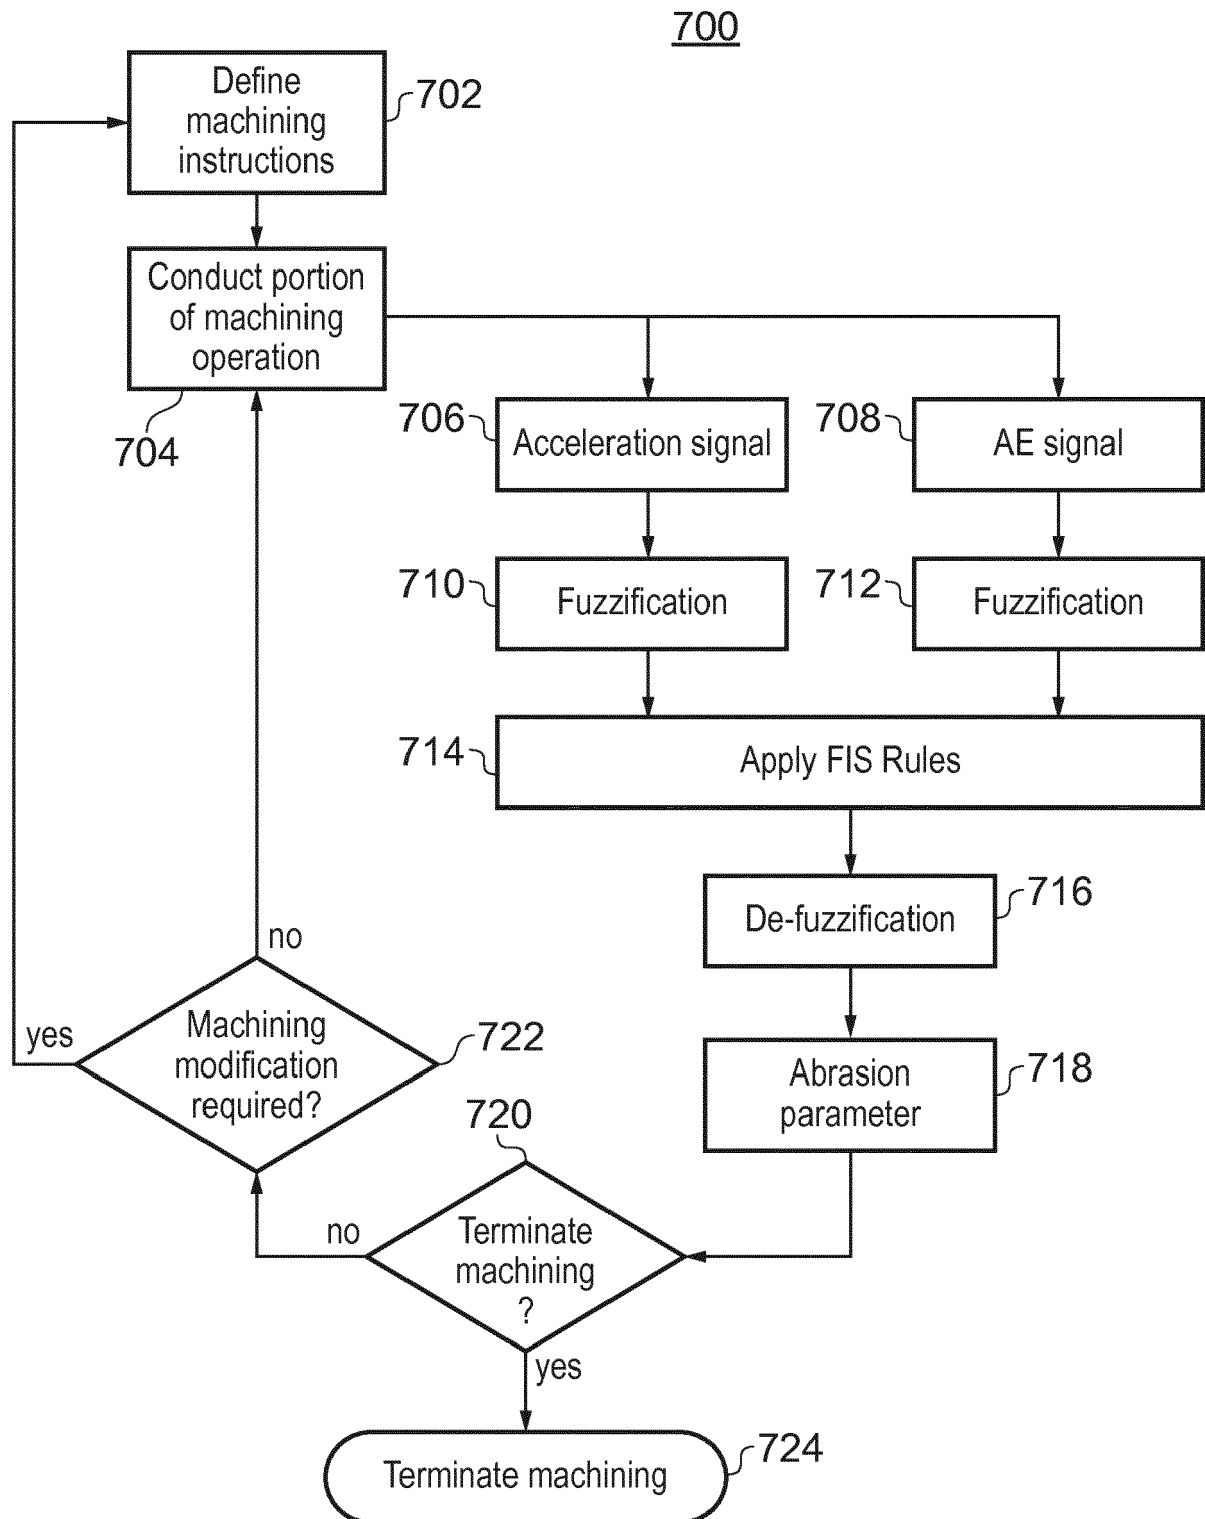 700
Define
machining
instructions
702
Conduct portion
of machining
operation
704
706
Acceleration signal
708
AE signal
710
Fuzzification
712
Fuzzification
714
Apply FIS Rules
De-fuzzification
716
Abrasion
parameter
718
no
yes
Machining
modification
required?
722
720
Terminate
machining
?
no
yes
Terminate machining
724